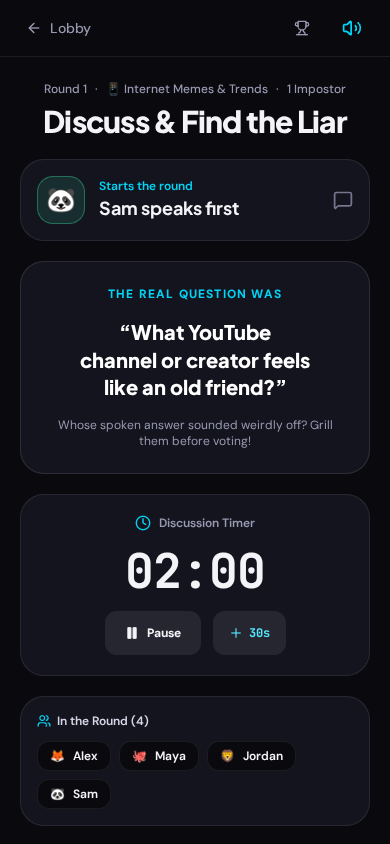 Lobby
Round 1 · 📱 Internet Memes & Trends · 1 Impostor
Discuss & Find the Liar
Starts the round
Sam speaks first
THE REAL QUESTION WAS
“What YouTube
channel or creator feels
like an old friend?”
Whose spoken answer sounded weirdly off? Grill
them before voting!
Discussion Timer
02:00
Pause
+ 30s
In the Round (4)
🦊 Alex
🐙 Maya
🦁 Jordan
🐼 Sam